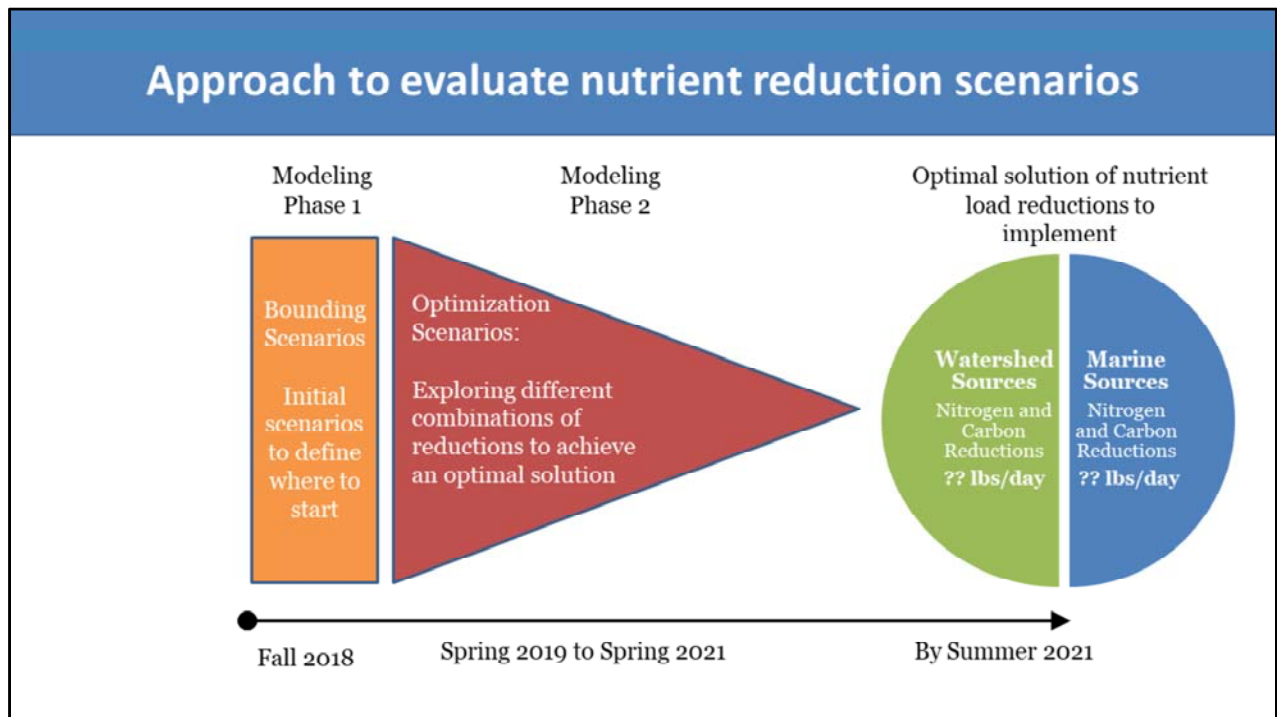 Approach to evaluate nutrient reduction scenarios
Modeling
Phase 1
Modeling
Phase 2
Optimal solution of nutrient
load reductions to
implement
Bounding
Scenarios
Initial
scenarios
to define
where to
start
Optimization
Scenarios:
Exploring different
combinations of
reductions to achieve
an optimal solution
Watershed
Sources
Nitrogen and
Carbon
Reductions
?? lbs/day
Marine
Sources
Nitrogen
and Carbon
Reductions
?? lbs/day
Fall 2018
Spring 2019 to Spring 2021
By Summer 2021